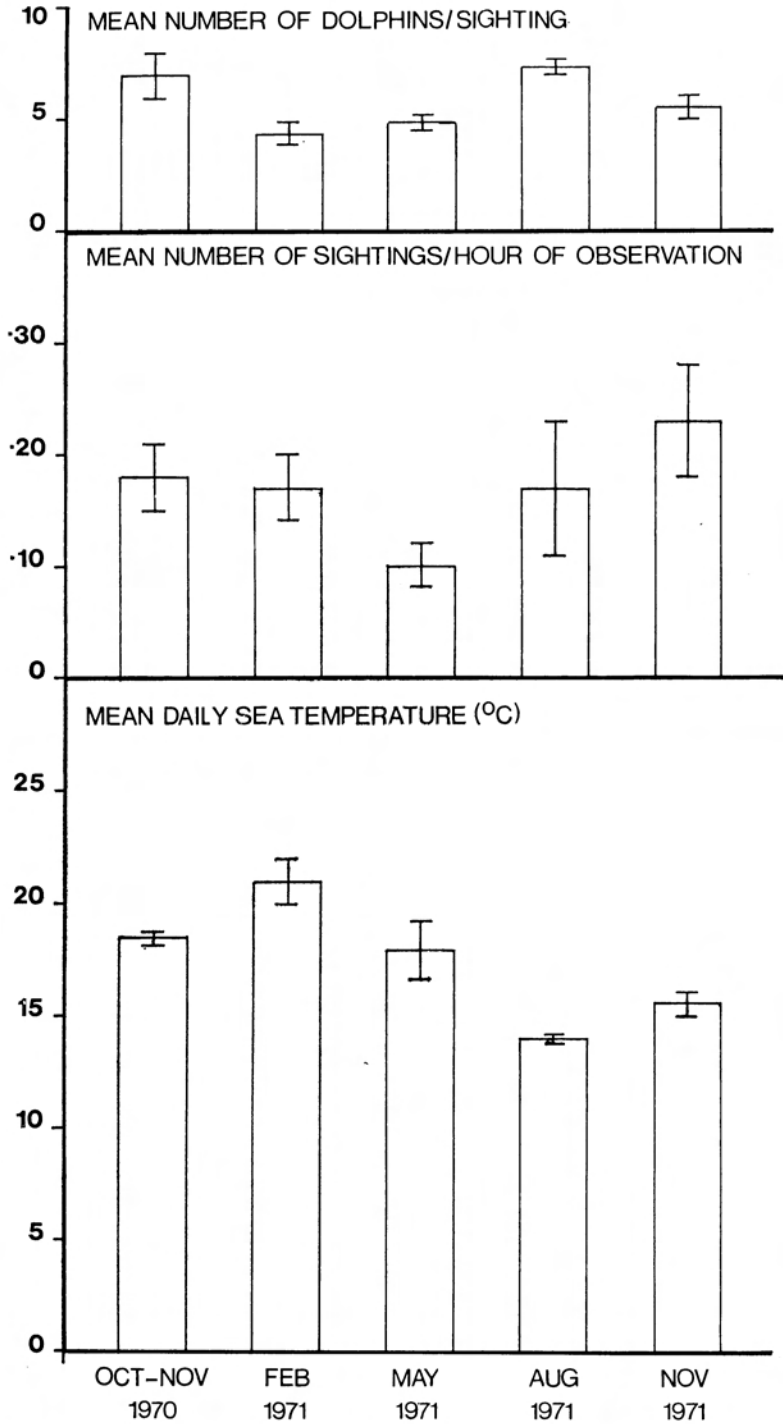 MEAN NUMBER OF DOLPHINS/SIGHTING
10
5
0
MEAN NUMBER OF SIGHTINGS/HOUR OF OBSERVATION
·30
·20
·10
0
MEAN DAILY SEA TEMPERATURE (°C)
25
20
15
10
5
0
OCT-NOV FEB MAY AUG NOV
1970 1971 1971 1971 1971